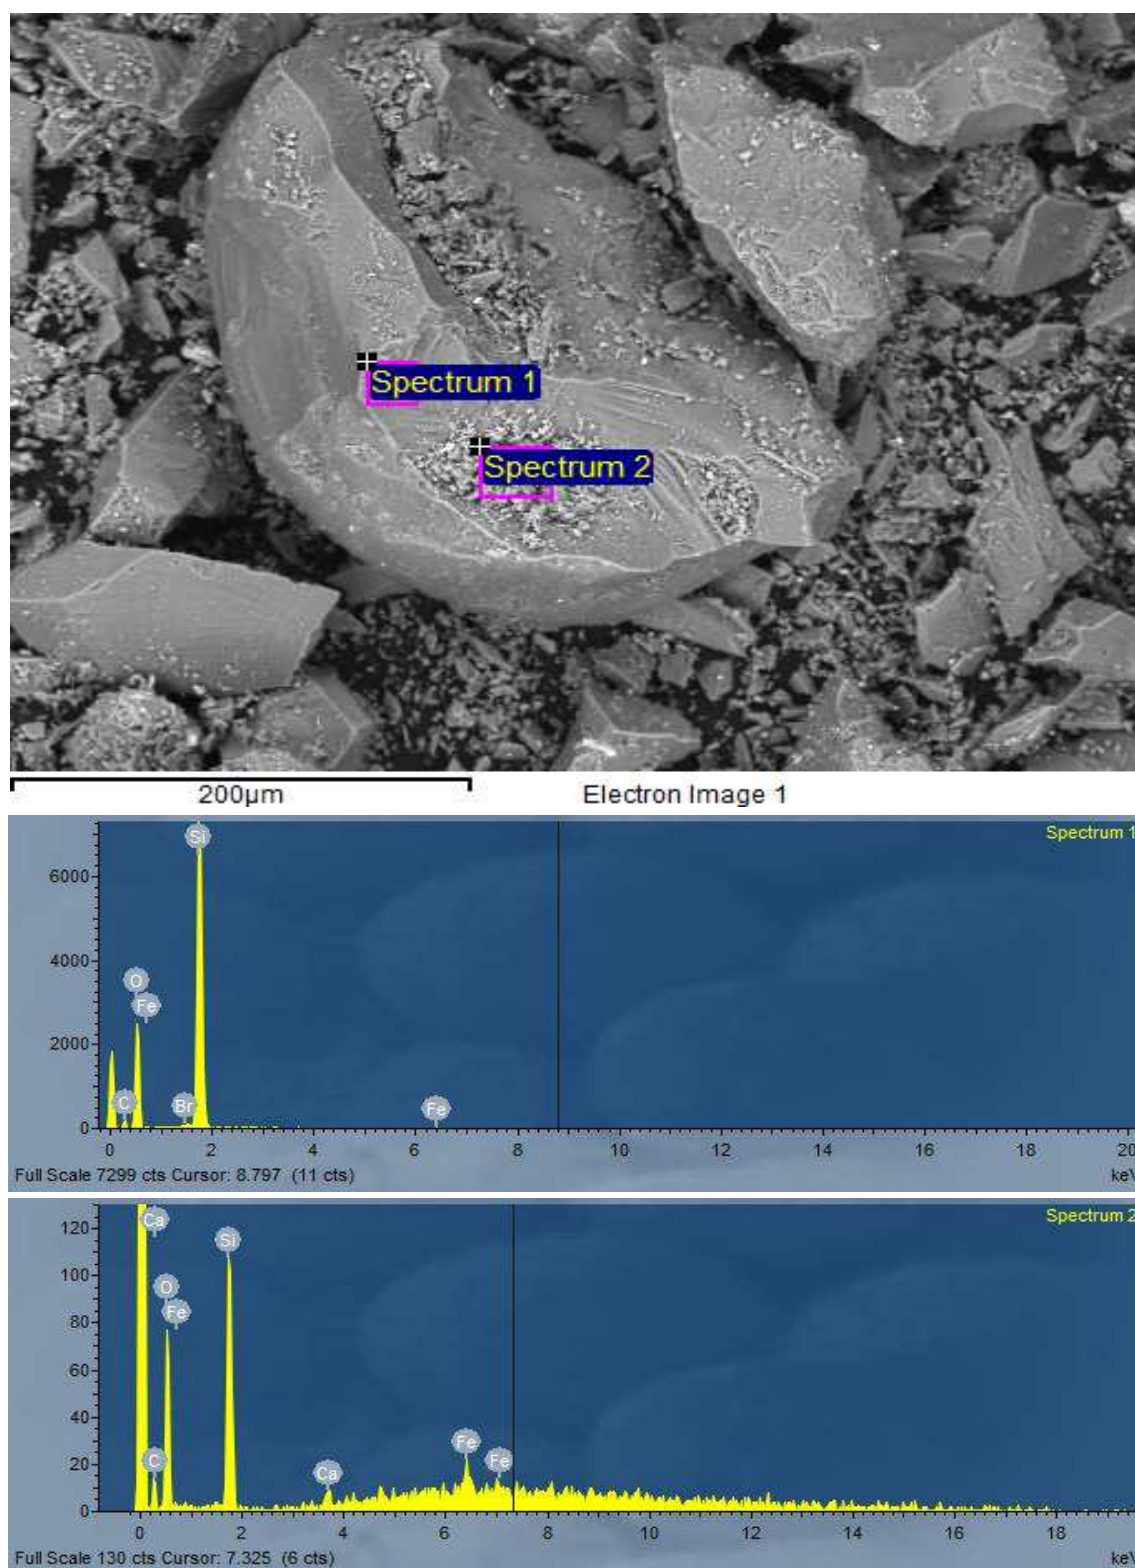 Spectrum 1
Spectrum 2
200µm Electron Image 1
Spectrum 1
Si
6000
4000
O
Fe
2000
C Br Fe
0
0 2 4 6 8 10 12 14 16 18 20
Full Scale 7299 cts Cursor: 8.797 (11 cts) keV
Spectrum 2
Ca
120
Si
100
O
Fe
80
60
40
Fe
C Fe
20
Ca
0
0 2 4 6 8 10 12 14 16 18
Full Scale 130 cts Cursor: 7.325 (6 cts) keV